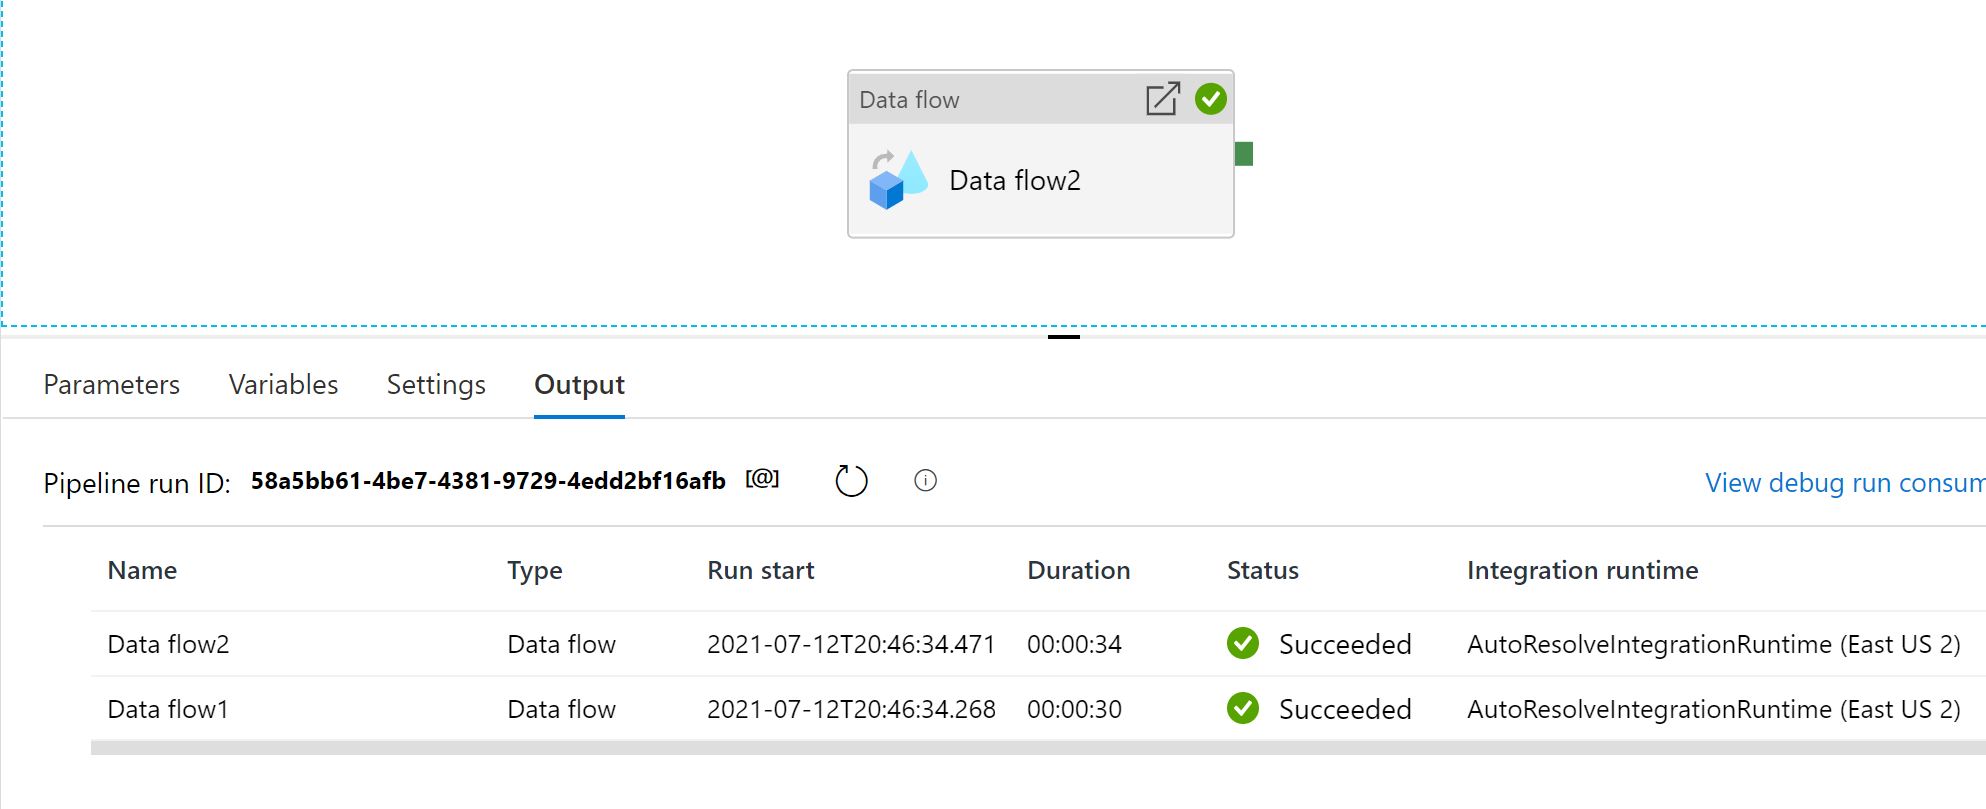 Data flow
Data flow2
Parameters Variables Settings Output
Pipeline run ID: 58a5bb61-4be7-4381-9729-4edd2bf16afb [@]
View debug run consum
Name Type Run start Duration Status Integration runtime
Data flow2 Data flow 2021-07-12T20:46:34.471 00:00:34 Succeeded AutoResolveIntegrationRuntime (East US 2)
Data flow1 Data flow 2021-07-12T20:46:34.268 00:00:30 Succeeded AutoResolveIntegrationRuntime (East US 2)